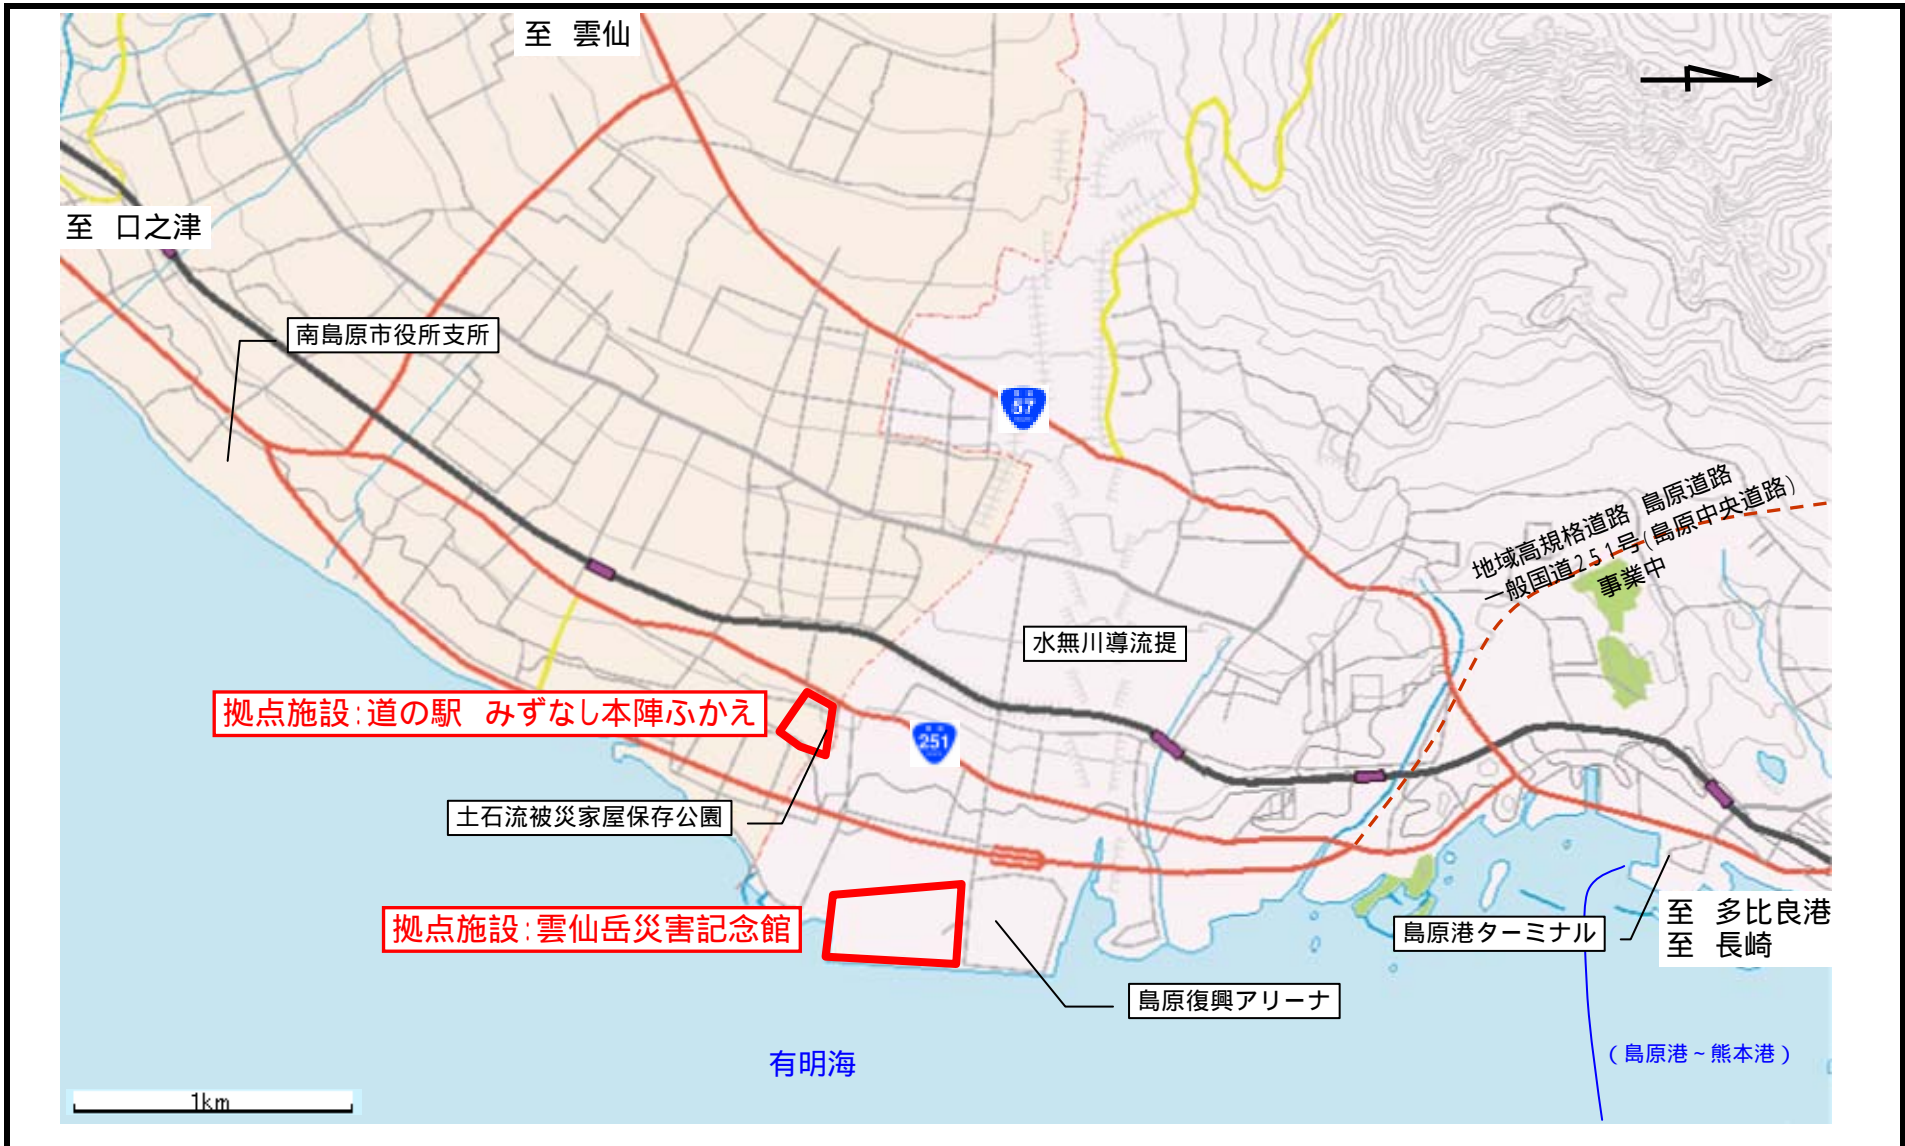 至 雲仙
至 口之津
南島原市役所支所
57
地域高規格道路 島原道路
一般国道251号(島原中央道路)
事業中
水無川導流提
拠点施設:道の駅 みずなし本陣ふかえ
251
土石流被災家屋保存公園
拠点施設:雲仙岳災害記念館
島原港ターミナル
至 多比良港
至 長崎
島原復興アリーナ
有明海
(島原港~熊本港)
1km